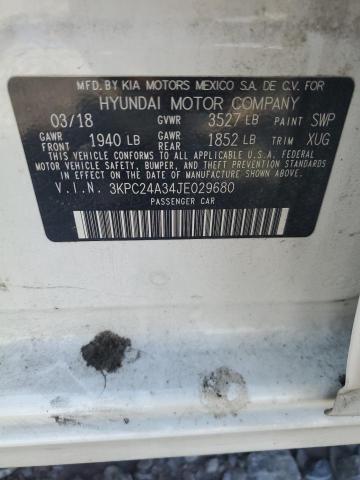 MFD. BY KIA MOTORS MEXICO S.A. DE C.V. FOR
HYUNDAI MOTOR COMPANY
03/18 GVWR 3527 LB PAINT SWP
GAWR FRONT 1940 LB GAWR REAR 1852 LB TRIM XUG
THIS VEHICLE CONFORMS TO ALL APPLICABLE U.S.A. FEDERAL
MOTOR VEHICLE SAFETY, BUMPER, AND THEFT PREVENTION STANDARDS
IN EFFECT ON THE DATE OF MANUFACTURE SHOWN ABOVE.
V.I.N. 3KPC24A34JE029680
PASSENGER CAR